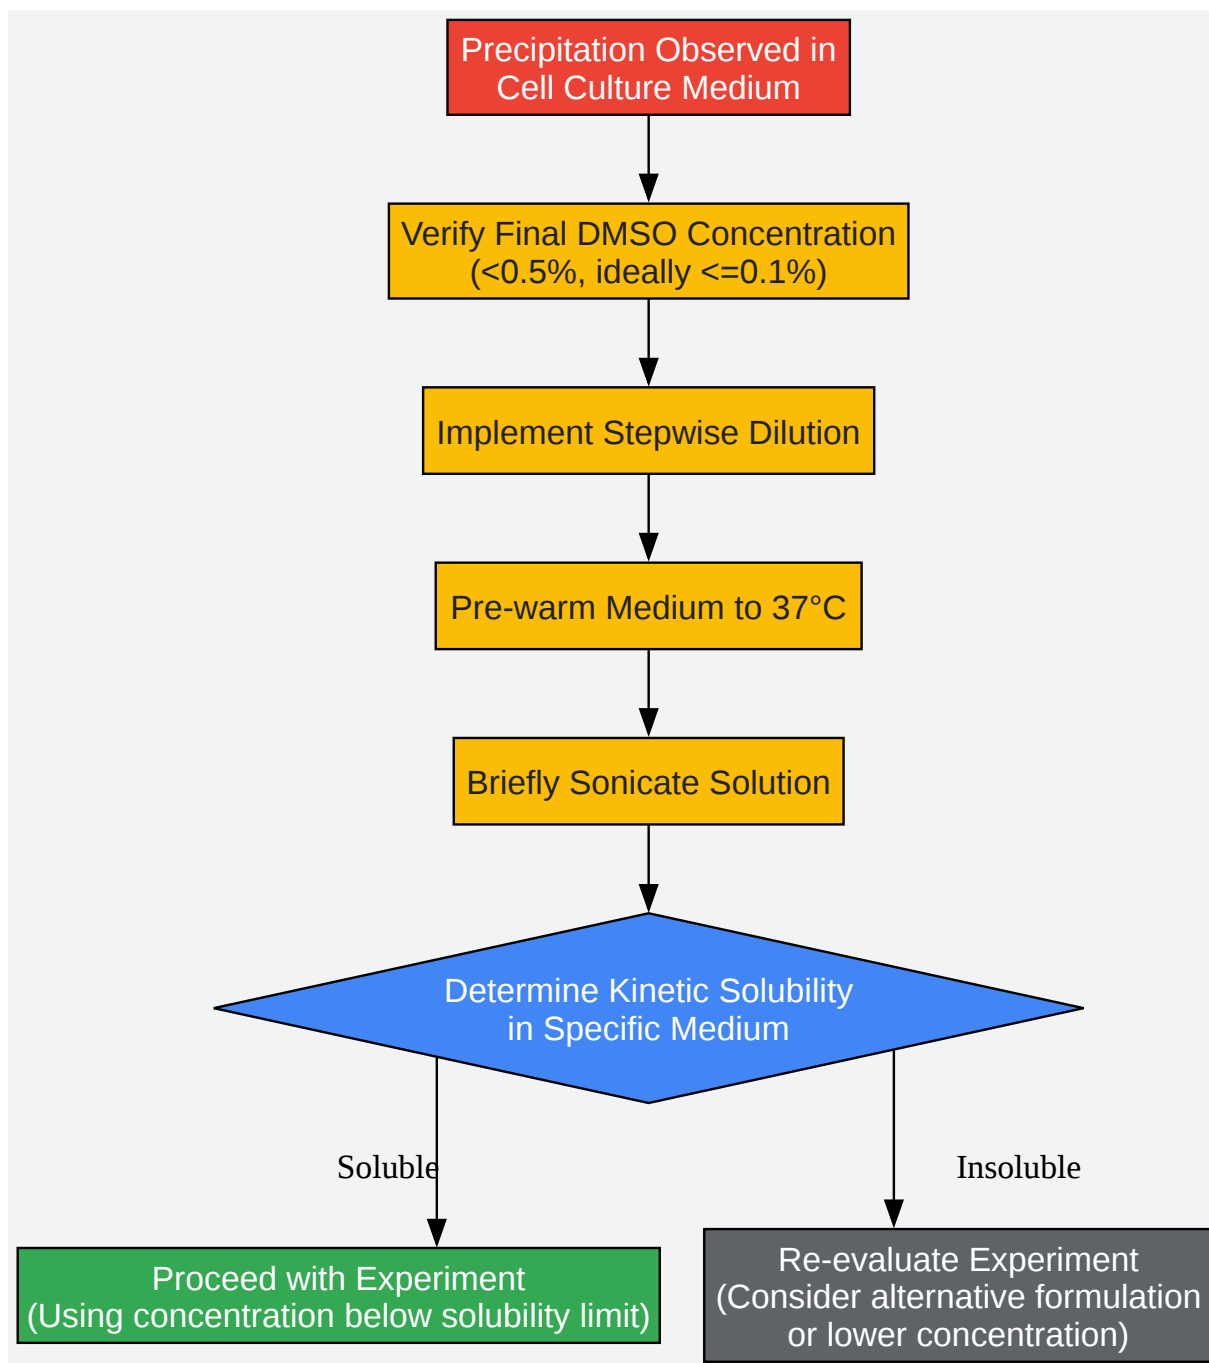 Precipitation Observed in
Cell Culture Medium
Verify Final DMSO Concentration
(<0.5%, ideally <=0.1%)
Implement Stepwise Dilution
Pre-warm Medium to 37°C
Briefly Sonicate Solution
Determine Kinetic Solubility
in Specific Medium
Soluble
Insoluble
Proceed with Experiment
(Using concentration below solubility limit)
Re-evaluate Experiment
(Consider alternative formulation
or lower concentration)